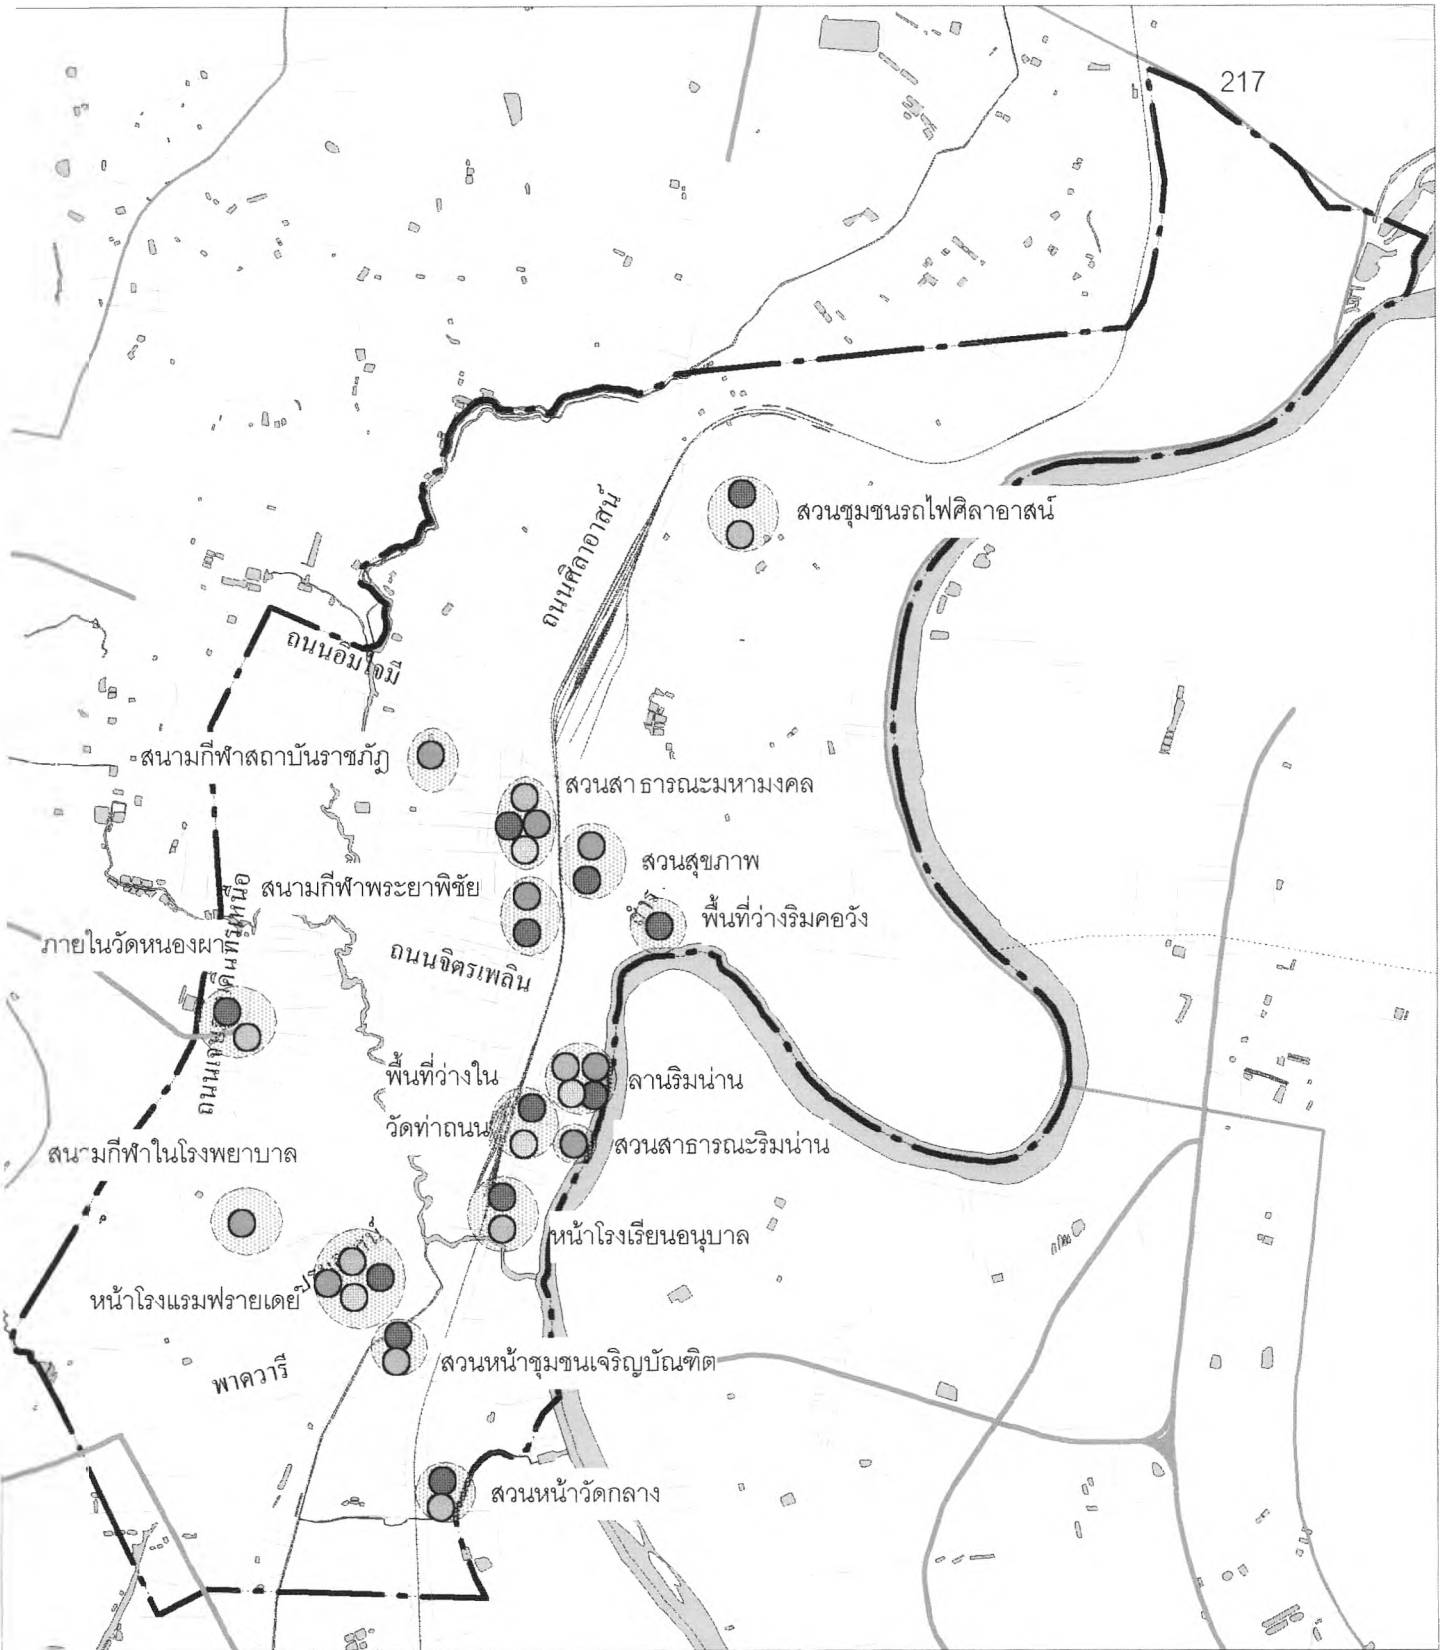 217
สวนชุมชนรถไฟศิลาอาสน์
ถนนศิลาอาสน์
ถนนอินใจมี
สนามกีฬาสถาบันราชภัฏ
สวนสาธารณะมหามงคล
สวนสุขภาพ
สนามกีฬาพระยาพิชัย
พื้นที่ว่างริมคอวัง
ภายในวัดหนองผา
ถนนจิตรเพลิน
พื้นที่ว่างใน
วัดท่าถนน
ลานริมน่าน
สวนสาธารณะริมน่าน
สนามกีฬาในโรงพยาบาล
หน้าโรงเรียนอนุบาล
หน้าโรงแรมฟรายเดย์
สวนหน้าชุมชนเจริญบัณฑิต
พาดวารี
สวนหน้าวัดกลาง